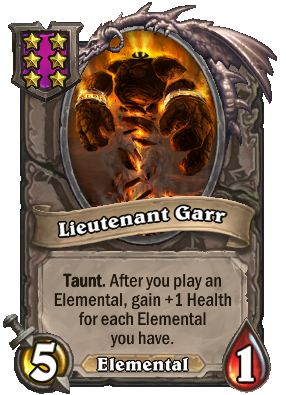 Lieutenant Garr
Taunt. After you play an
Elemental, gain +1 Health
for each Elemental
you have.
5
Elemental
1